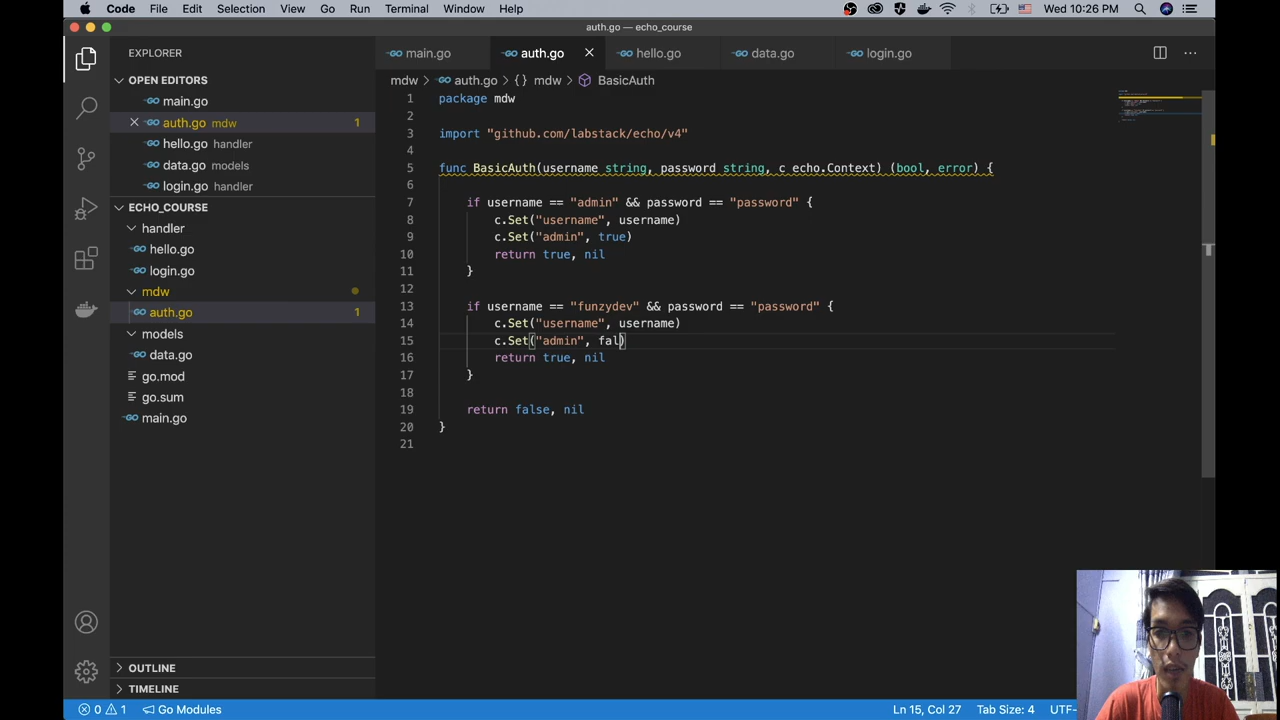 Code File Edit Selection View Go Run Terminal Window Help Wed 10:26 PM
auth.go — echo_course
EXPLORER
OPEN EDITORS
main.go
auth.go mdw 1
hello.go handler
data.go models
login.go handler
ECHO_COURSE
handler
hello.go
login.go
mdw
auth.go 1
models
data.go
go.mod
go.sum
main.go
OUTLINE
TIMELINE
main.go auth.go hello.go data.go login.go
mdw > auth.go > {} mdw > BasicAuth
1 package mdw
2
3 import "github.com/labstack/echo/v4"
4
5 func BasicAuth(username string, password string, c echo.Context) (bool, error) {
6
7 if username == "admin" && password == "password" {
8 c.Set("username", username)
9 c.Set("admin", true)
10 return true, nil
11 }
12
13 if username == "funzydev" && password == "password" {
14 c.Set("username", username)
15 c.Set("admin", fal)
16 return true, nil
17 }
18
19 return false, nil
20 }
21
0 1 Go Modules Ln 15, Col 27 Tab Size: 4 UTF-